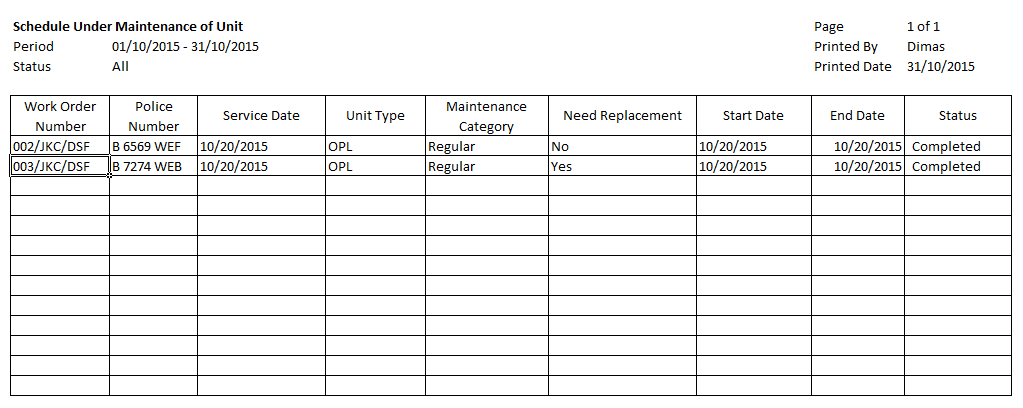 Schedule Under Maintenance of Unit Page 1 of 1
Period 01/10/2015 - 31/10/2015 Printed By Dimas
Status All Printed Date 31/10/2015
Work Order Number Police Number Service Date Unit Type Maintenance Category Need Replacement Start Date End Date Status
002/JKC/DSF B 6569 WEF 10/20/2015 OPL Regular No 10/20/2015 10/20/2015 Completed
003/JKC/DSF B 7274 WEB 10/20/2015 OPL Regular Yes 10/20/2015 10/20/2015 Completed